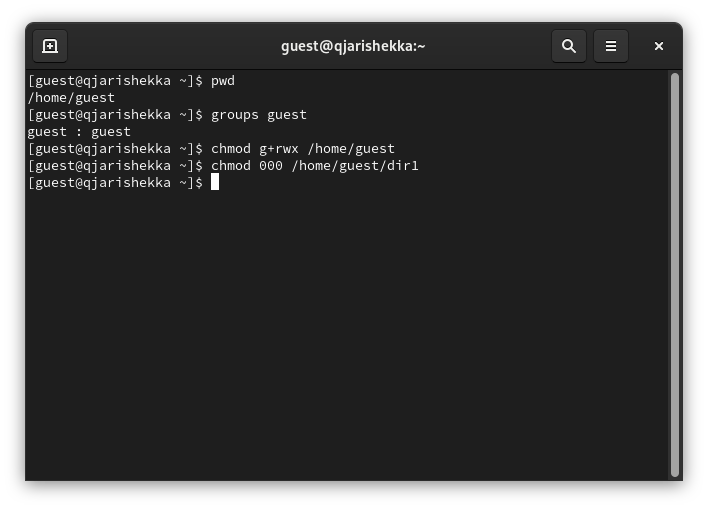 guest@qjarishekka:~
[guest@qjarishekka ~]$ pwd
/home/guest
[guest@qjarishekka ~]$ groups guest
guest : guest
[guest@qjarishekka ~]$ chmod g+rwx /home/guest
[guest@qjarishekka ~]$ chmod 000 /home/guest/dir1
[guest@qjarishekka ~]$